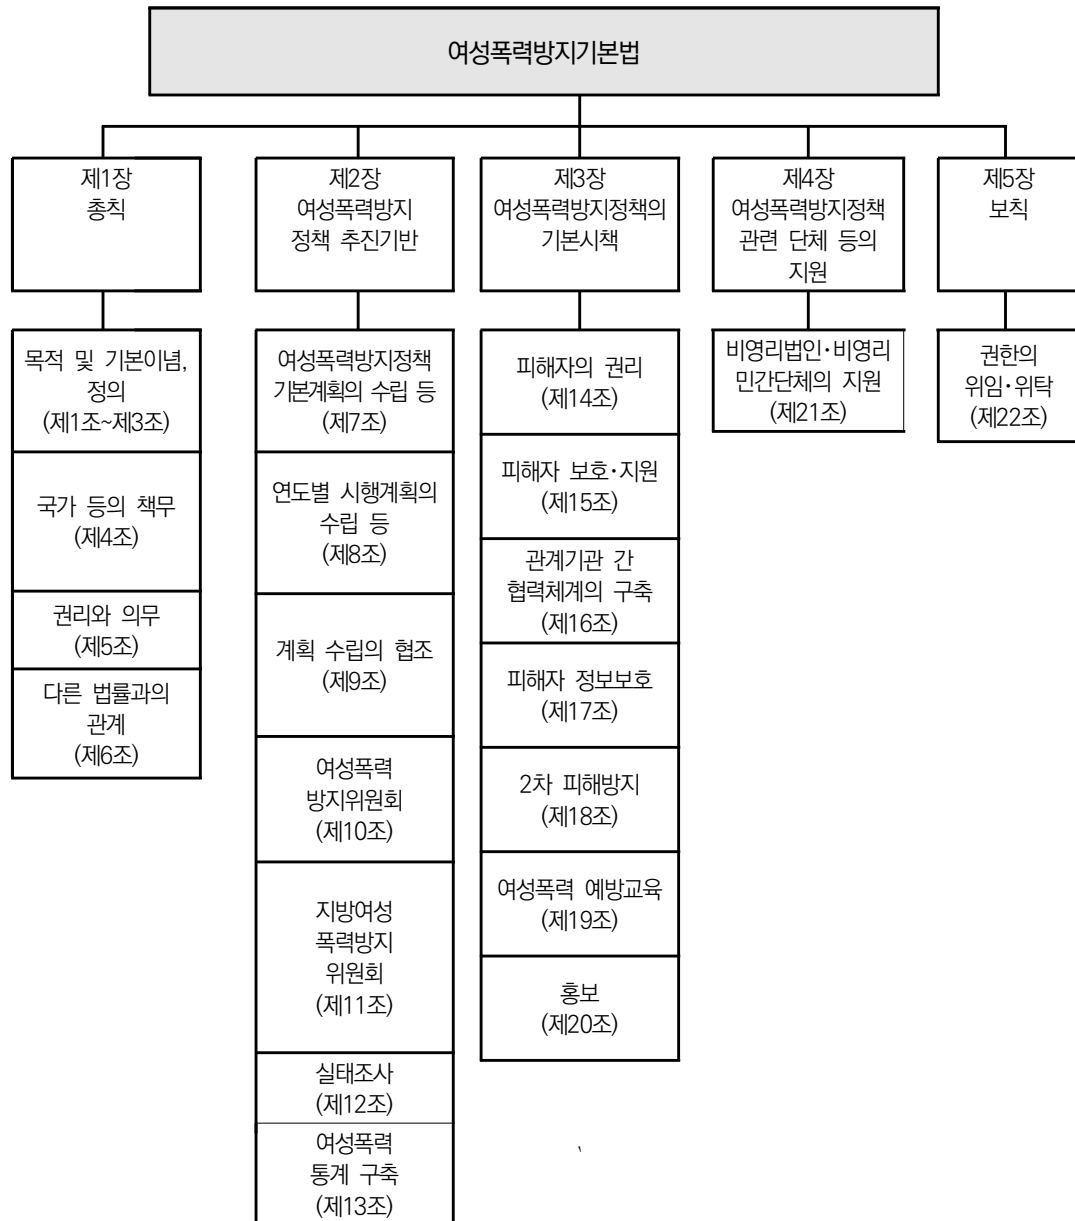 여성폭력방지기본법
제1장
총칙
제2장
여성폭력방지
정책 추진기반
제3장
여성폭력방지정책의
기본시책
제4장
여성폭력방지정책
관련 단체 등의
지원
제5장
보칙
목적 및 기본이념,
정의
(제1조~제3조)
국가 등의 책무
(제4조)
권리와 의무
(제5조)
다른 법률과의
관계
(제6조)
여성폭력방지정책
기본계획의 수립 등
(제7조)
연도별 시행계획의
수립 등
(제8조)
계획 수립의 협조
(제9조)
여성폭력
방지위원회
(제10조)
지방여성
폭력방지
위원회
(제11조)
실태조사
(제12조)
여성폭력
통계 구축
(제13조)
피해자의 권리
(제14조)
피해자 보호･지원
(제15조)
관계기관 간
협력체계의 구축
(제16조)
피해자 정보보호
(제17조)
2차 피해방지
(제18조)
여성폭력 예방교육
(제19조)
홍보
(제20조)
비영리법인･비영리
민간단체의 지원
(제21조)
권한의
위임･위탁
(제22조)